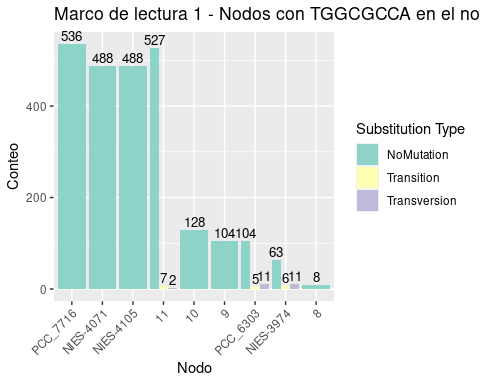 Marco de lectura 1 - Nodos con TGGCGCCA en el no
Conteo
400
200
0
536
488
488
527
7
2
128
104
104
5
11
63
6
11
8
PCC_7716
NIES-4071
NIES-4105
11
10
9
PCC_6303
NIES-3974
8
Nodo
Substitution Type
NoMutation
Transition
Transversion